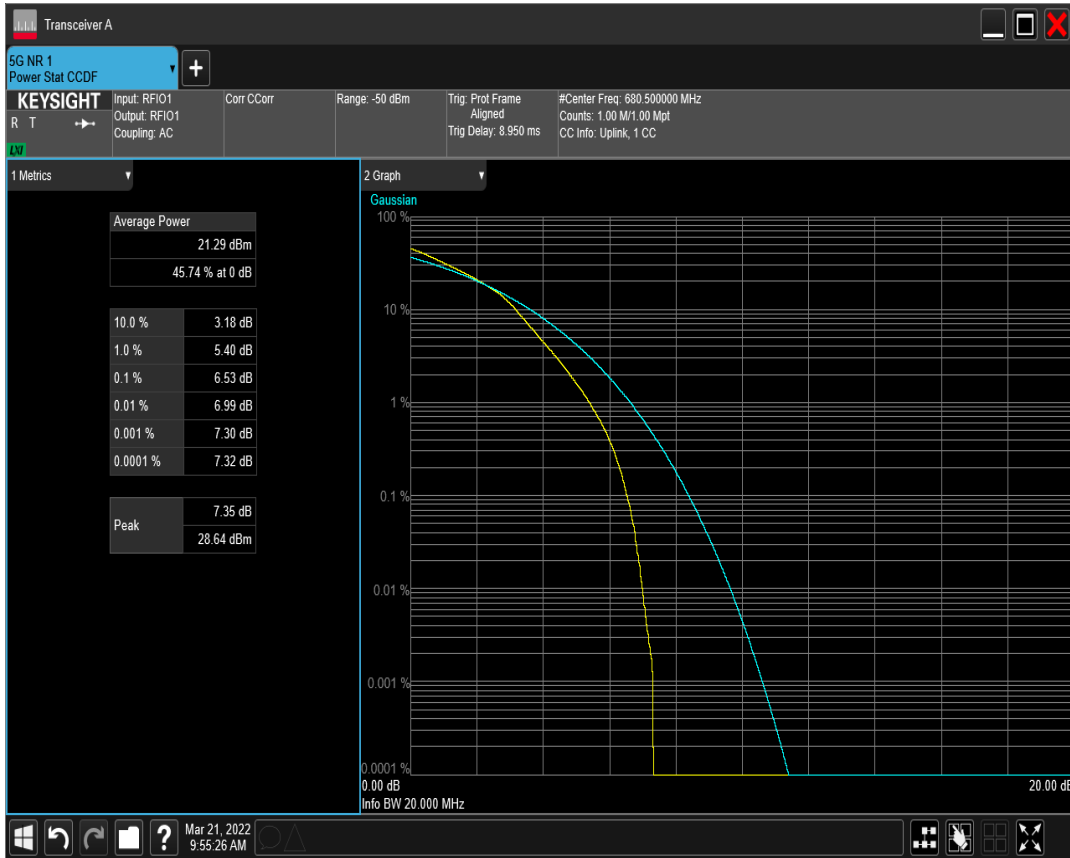 Transceiver A
5G NR 1
Power Stat CCDF
KEYSIGHT
R T
LXI
Input: RFIO1
Output: RFIO1
Coupling: AC
Corr CCorr
Range: -50 dBm
Trig: Prot Frame
Aligned
Trig Delay: 8.950 ms
#Center Freq: 680.500000 MHz
Counts: 1.00 M/1.00 Mpt
CC Info: Uplink, 1 CC
1 Metrics
Average Power
21.29 dBm
45.74 % at 0 dB
10.0 % 3.18 dB
1.0 % 5.40 dB
0.1 % 6.53 dB
0.01 % 6.99 dB
0.001 % 7.30 dB
0.0001 % 7.32 dB
Peak 7.35 dB
28.64 dBm
2 Graph
Gaussian
100 %
10 %
1 %
0.1 %
0.01 %
0.001 %
0.0001 %
0.00 dB 20.00 dB
Info BW 20.000 MHz
? Mar 21, 2022
9:55:26 AM